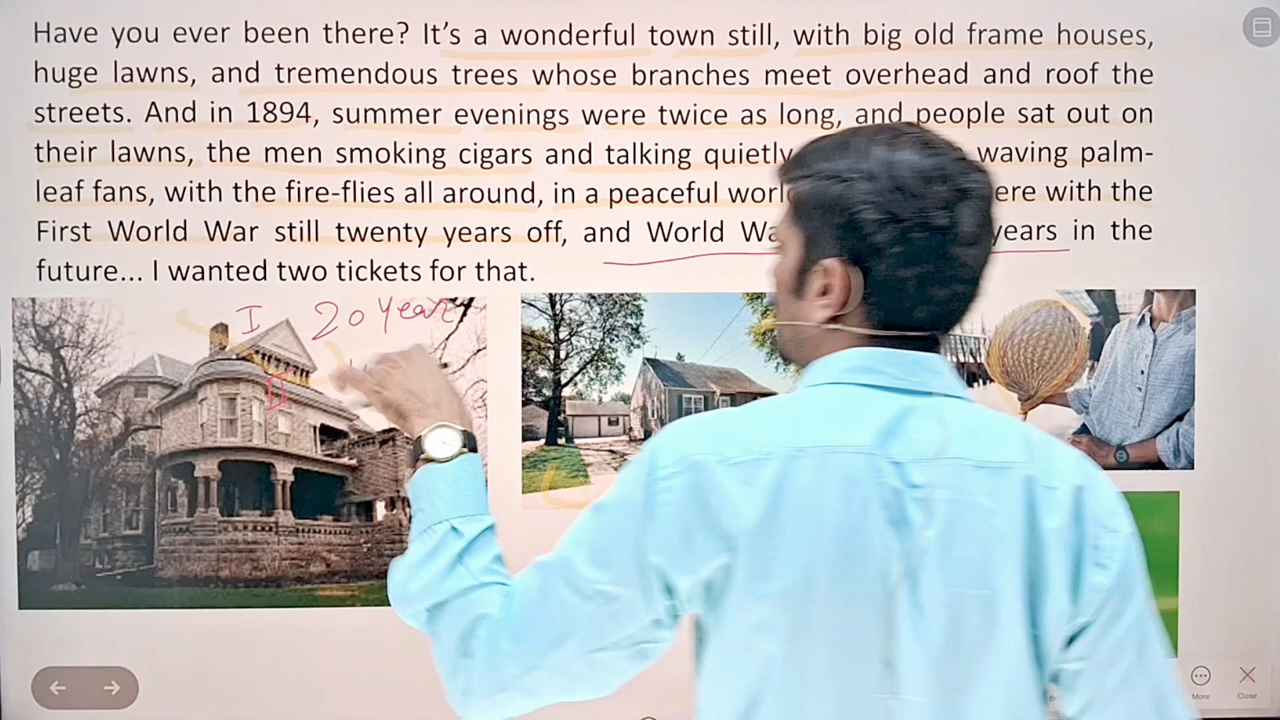 Have you ever been there? It's a wonderful town still, with big old frame houses,
huge lawns, and tremendous trees whose branches meet overhead and roof the
streets. And in 1894, summer evenings were twice as long, and people sat out on
their lawns, the men smoking cigars and talking quietly waving palm-
leaf fans, with the fire-flies all around, in a peaceful with the
First World War still twenty years off, and World years in the
future... I wanted two tickets for that.
I 20 year
II
More Close